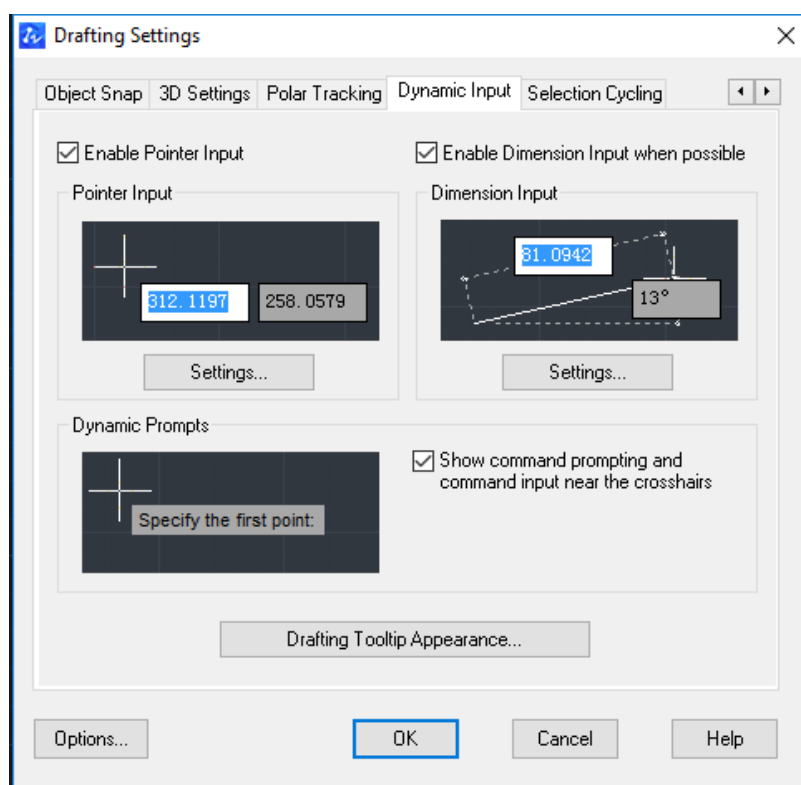 Drafting Settings
Object Snap 3D Settings Polar Tracking Dynamic Input Selection Cycling
Enable Pointer Input
Enable Dimension Input when possible
Pointer Input
Dimension Input
312.1197 258.0579
81.0942
13°
Settings...
Settings...
Dynamic Prompts
Specify the first point:
Show command prompting and
command input near the crosshairs
Drafting Tooltip Appearance...
Options... OK Cancel Help